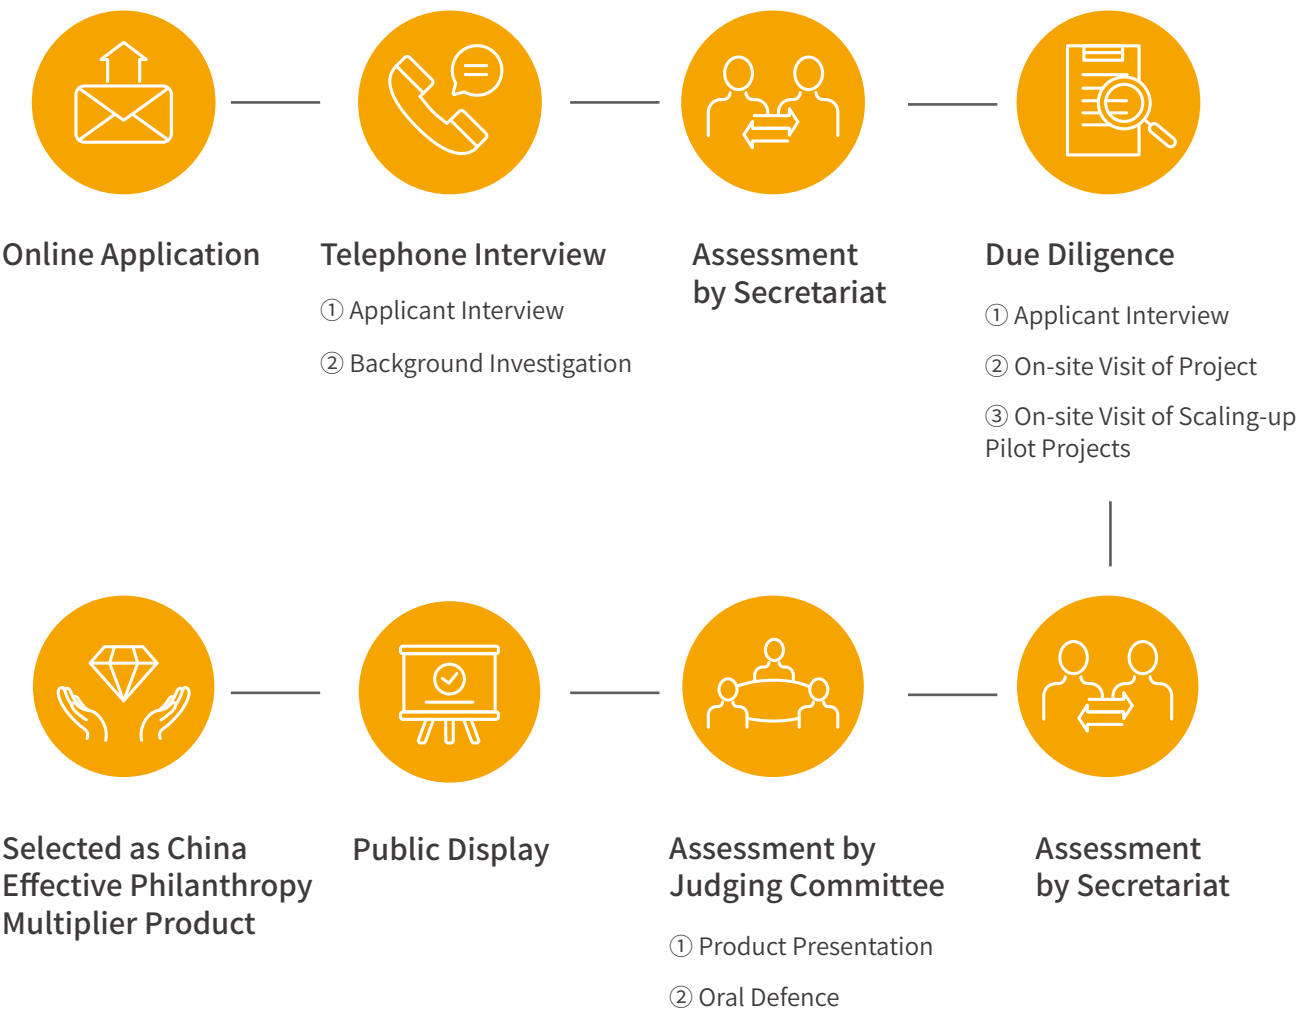 Online Application
Telephone Interview
① Applicant Interview
② Background Investigation
Assessment
by Secretariat
Due Diligence
① Applicant Interview
② On-site Visit of Project
③ On-site Visit of Scaling-up
Pilot Projects
Selected as China
Effective Philanthropy
Multiplier Product
Public Display
Assessment by
Judging Committee
① Product Presentation
② Oral Defence
Assessment
by Secretariat